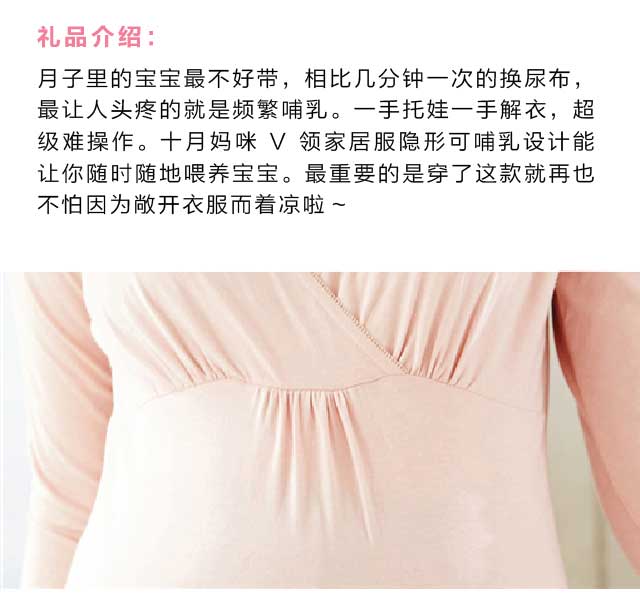 礼品介绍：
月子里的宝宝最不好带，相比几分钟一次的换尿布，
最让人头疼的就是频繁哺乳。一手托娃一手解衣，超
级难操作。十月妈咪 V 领家居服隐形可哺乳设计能
让你随时随地喂养宝宝。最重要的是穿了这款就再也
不怕因为敞开衣服而着凉啦~